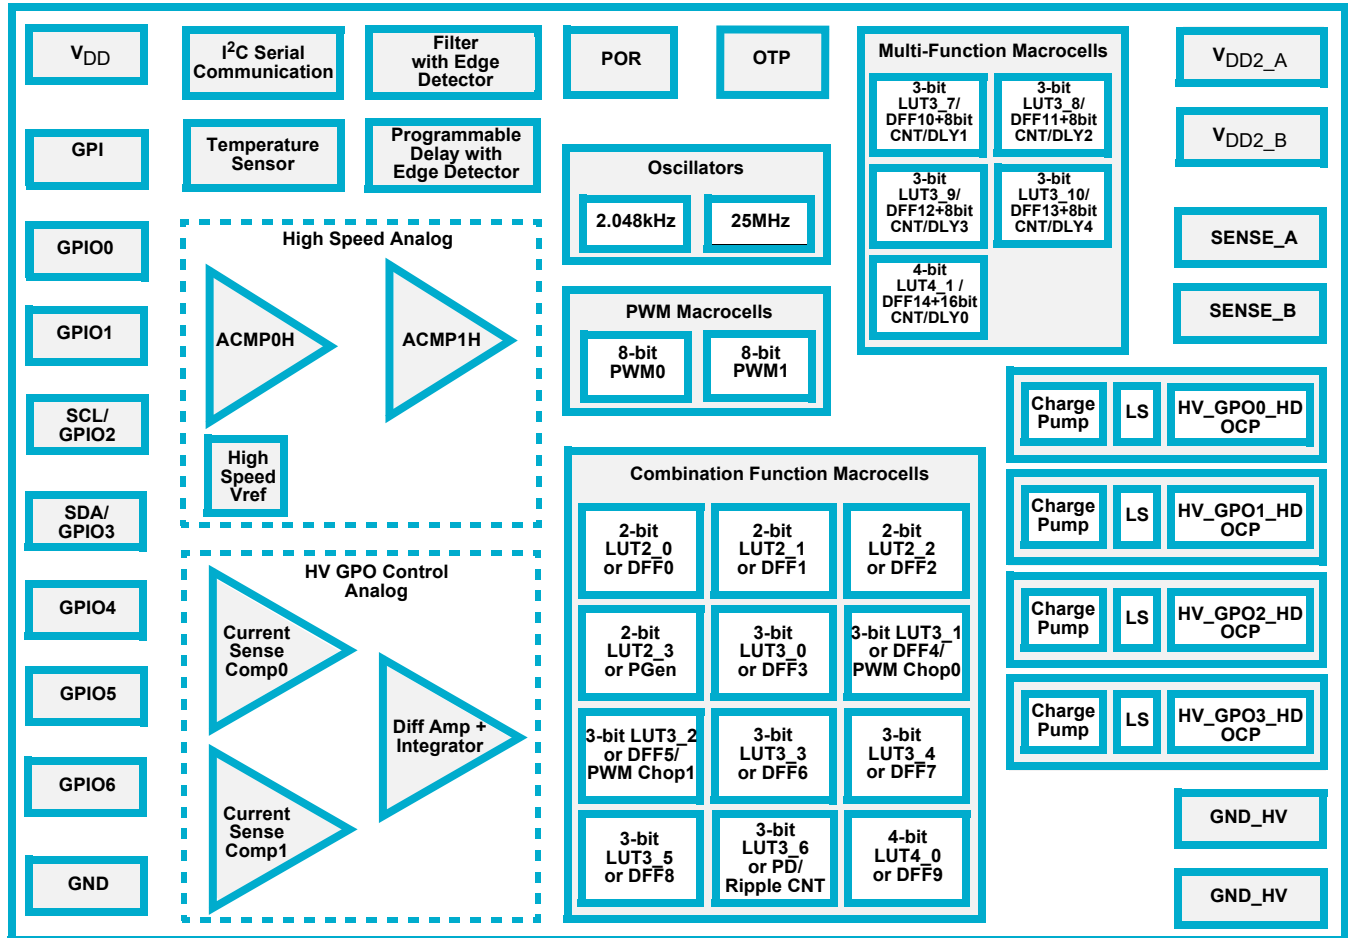 VDD
GPI
GPIO0
GPIO1
SCL/
GPIO2
SDA/
GPIO3
GPIO4
GPIO5
GPIO6
GND
I2C Serial
Communication
Filter
with Edge
Detector
Temperature
Sensor
Programmable
Delay with
Edge Detector
High Speed Analog
ACMP0H
ACMP1H
High
Speed
Vref
HV GPO Control
Analog
Current
Sense
Comp0
Diff Amp +
Integrator
Current
Sense
Comp1
POR
OTP
Oscillators
2.048kHz
25MHz
PWM Macrocells
8-bit
PWM0
8-bit
PWM1
Combination Function Macrocells
2-bit
LUT2_0
or DFF0
2-bit
LUT2_1
or DFF1
2-bit
LUT2_2
or DFF2
2-bit
LUT2_3
or PGen
3-bit
LUT3_0
or DFF3
3-bit LUT3_1
or DFF4/
PWM Chop0
3-bit LUT3_2
or DFF5/
PWM Chop1
3-bit
LUT3_3
or DFF6
3-bit
LUT3_4
or DFF7
3-bit
LUT3_5
or DFF8
3-bit
LUT3_6
or PD/
Ripple CNT
4-bit
LUT4_0
or DFF9
Multi-Function Macrocells
3-bit
LUT3_7/
DFF10+8bit
CNT/DLY1
3-bit
LUT3_8/
DFF11+8bit
CNT/DLY2
3-bit
LUT3_9/
DFF12+8bit
CNT/DLY3
3-bit
LUT3_10/
DFF13+8bit
CNT/DLY4
4-bit
LUT4_1 /
DFF14+16bit
CNT/DLY0
VDD2_A
VDD2_B
SENSE_A
SENSE_B
Charge
Pump
LS
HV_GPO0_HD
OCP
Charge
Pump
LS
HV_GPO1_HD
OCP
Charge
Pump
LS
HV_GPO2_HD
OCP
Charge
Pump
LS
HV_GPO3_HD
OCP
GND_HV
GND_HV